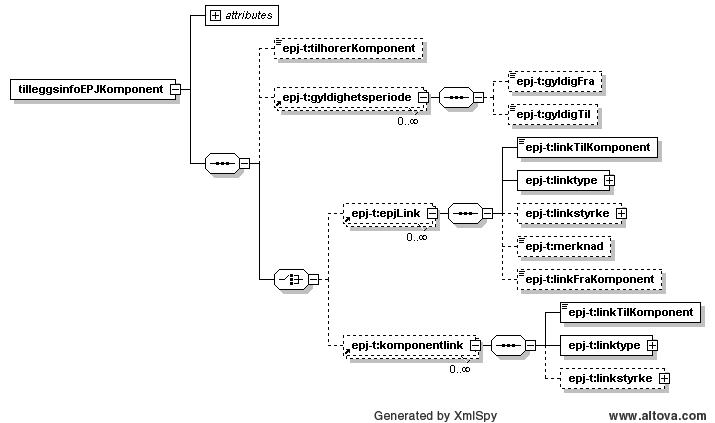 attributes
epj-t:tilhorerKomponent
tilleggsinfoEPJKomponent
epj-t:gyldighetsperiode
0..∞
epj-t:gyldigFra
epj-t:gyldigTil
epj-t:epjLink
0..∞
epj-t:linkTilKomponent
epj-t:linktype
epj-t:linkstyrke
epj-t:merknad
epj-t:linkFraKomponent
epj-t:komponentlink
0..∞
epj-t:linkTilKomponent
epj-t:linktype
epj-t:linkstyrke
Generated by XmlSpy
www.altova.com